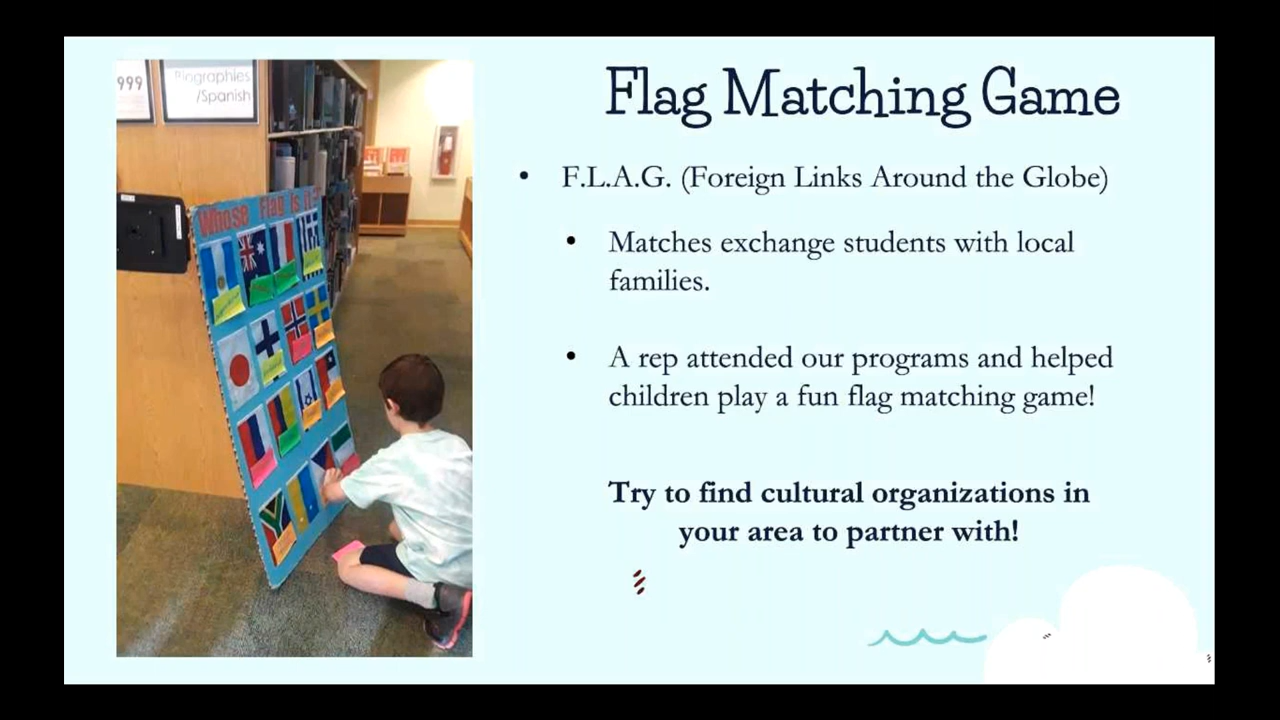 999
Biographies
/Spanish
Whose Flag is it?
Flag Matching Game
• F.L.A.G. (Foreign Links Around the Globe)
• Matches exchange students with local
families.
• A rep attended our programs and helped
children play a fun flag matching game!
Try to find cultural organizations in
your area to partner with!